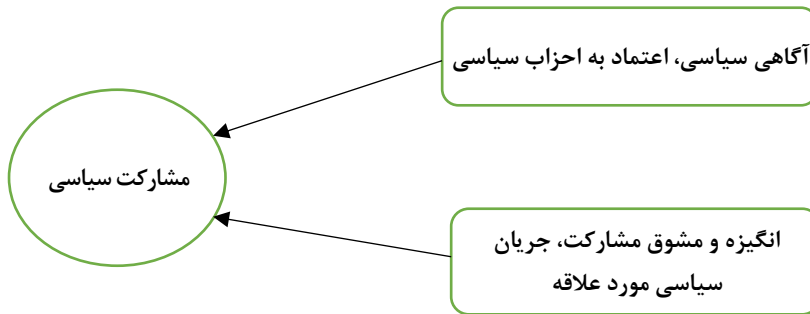 آگاهی سیاسی، اعتماد به احزاب سیاسی
مشارکت سیاسی
انگیزه و مشوق مشارکت، جریان
سیاسی مورد علاقه